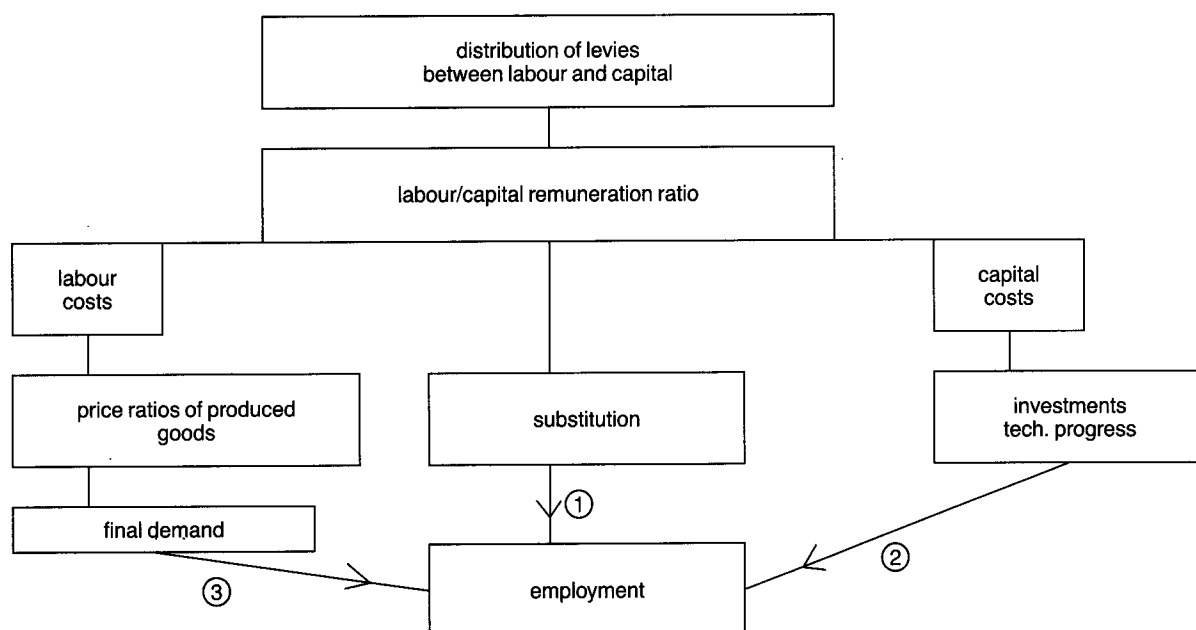 distribution of levies
between labour and capital
labour/capital remuneration ratio
labour
costs
capital
costs
price ratios of produced
goods
substitution
investments
tech. progress
1
final demand
2
3
employment